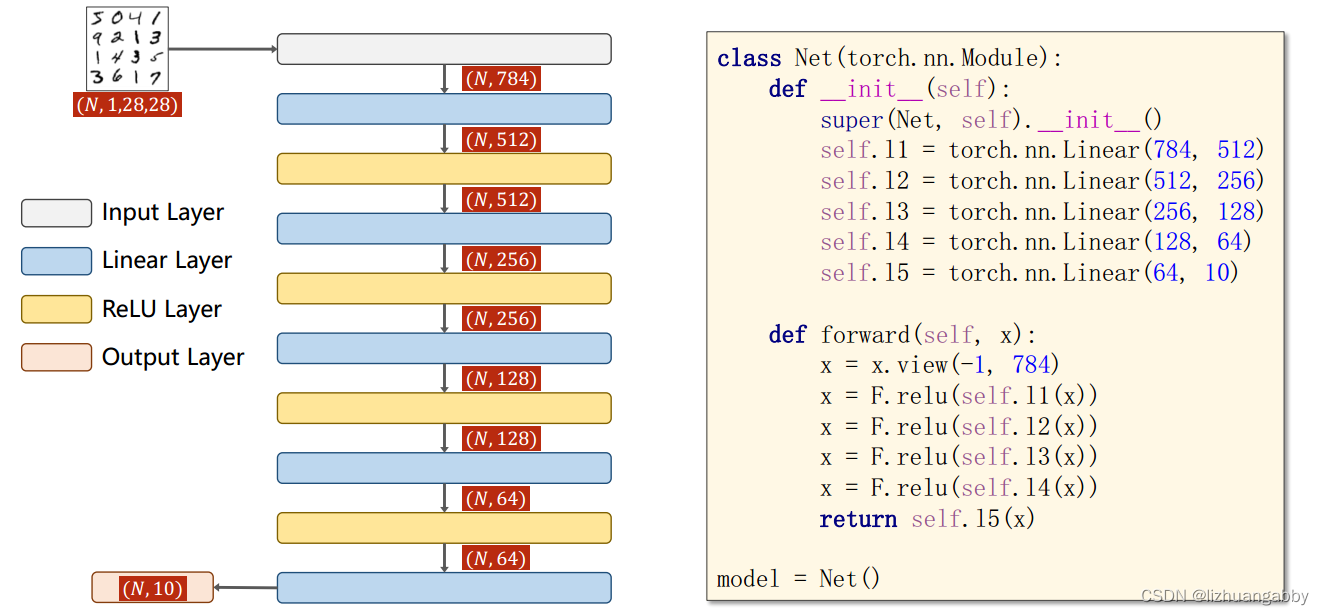 5 0 4 1
9 2 1 3
1 4 3 5
3 6 1 7
(N, 1,28,28)
(N, 784)
(N, 512)
(N, 512)
(N, 256)
(N, 256)
(N, 128)
(N, 128)
(N, 64)
(N, 64)
(N, 10)
Input Layer
Linear Layer
ReLU Layer
Output Layer
class Net(torch.nn.Module):
    def __init__(self):
        super(Net, self).__init__()
        self.l1 = torch.nn.Linear(784, 512)
        self.l2 = torch.nn.Linear(512, 256)
        self.l3 = torch.nn.Linear(256, 128)
        self.l4 = torch.nn.Linear(128, 64)
        self.l5 = torch.nn.Linear(64, 10)
    def forward(self, x):
        x = x.view(-1, 784)
        x = F.relu(self.l1(x))
        x = F.relu(self.l2(x))
        x = F.relu(self.l3(x))
        x = F.relu(self.l4(x))
        return self.l5(x)
model = Net()
CSDN @lizhuangabby